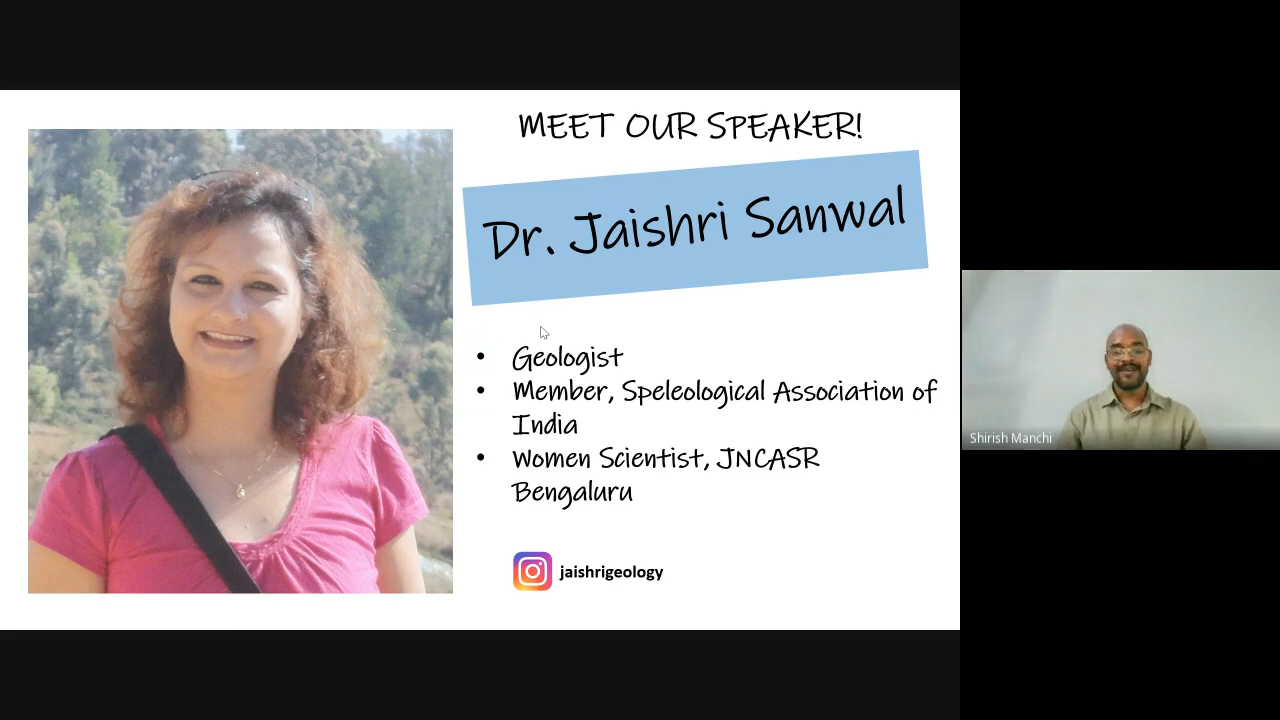 MEET OUR SPEAKER!
Dr. Jaishri Sanwal
• Geologist
• Member, Speleological Association of
India
• Women Scientist, JNCASR
Bengaluru
jaishrigeology
Shirish Manchi